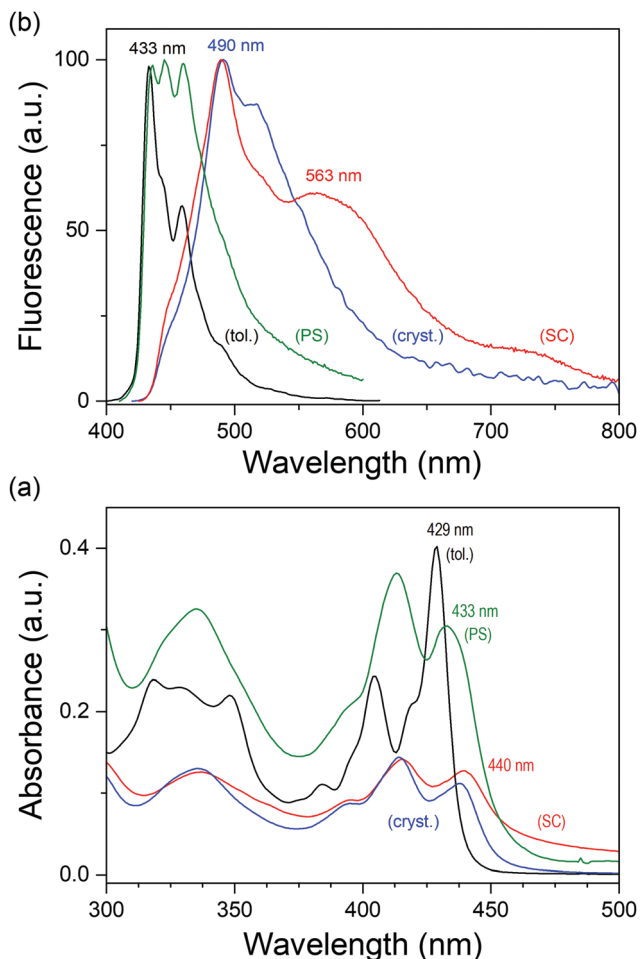 (b)
433 nm
490 nm
563 nm
(tol.)
(PS)
(cryst.)
(SC)
100
50
0
Fluorescence (a.u.)
400 500 600 700 800
Wavelength (nm)
(a)
429 nm
(tol.)
433 nm
(PS)
440 nm
(cryst.)
(SC)
0.4
0.2
0.0
Absorbance (a.u.)
300 350 400 450 500
Wavelength (nm)